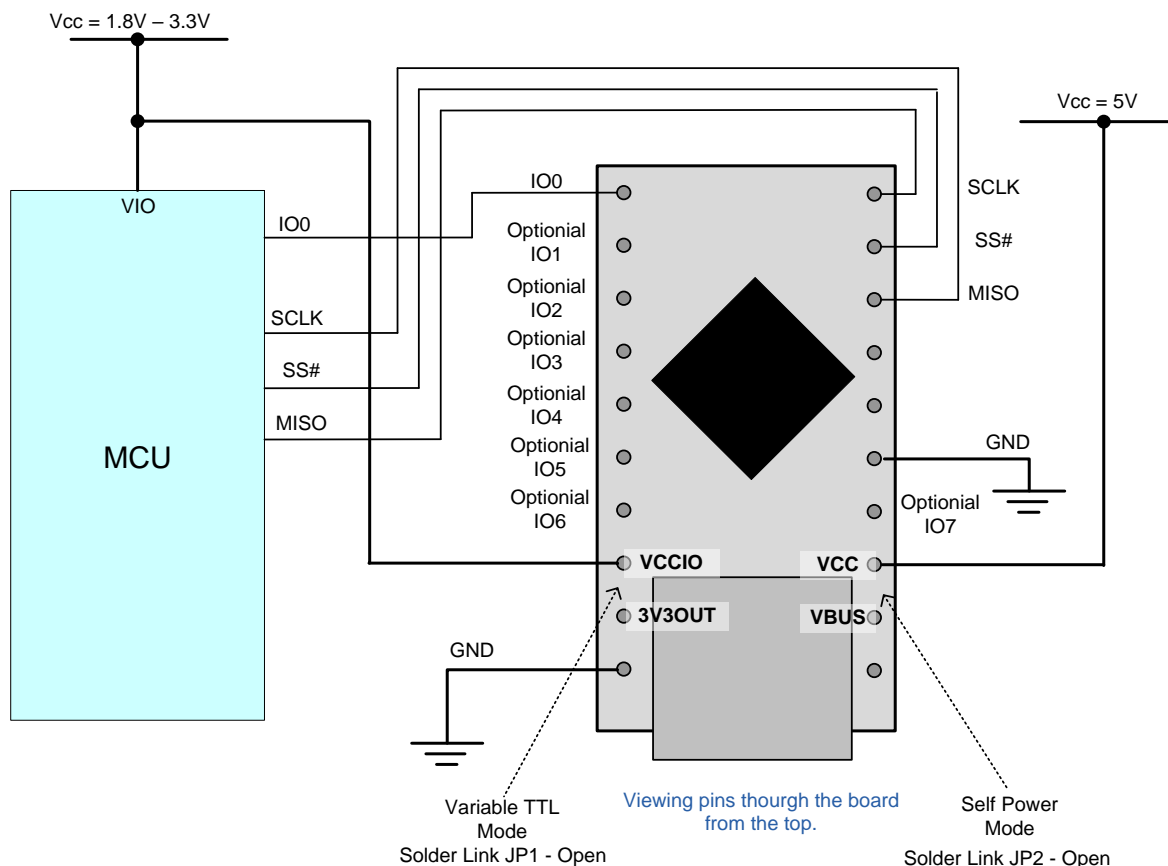 Vcc = 1.8V – 3.3V
Vcc = 5V
VIO
IO0
SCLK
SS#
MISO
MCU
IO0
Optionial
IO1
Optionial
IO2
Optionial
IO3
Optionial
IO4
Optionial
IO5
Optionial
IO6
VCCIO
3V3OUT
GND
SCLK
SS#
MISO
GND
Optionial
IO7
VCC
VBUS
Variable TTL
Mode
Solder Link JP1 - Open
Viewing pins thourgh the board
from the top.
Self Power
Mode
Solder Link JP2 - Open